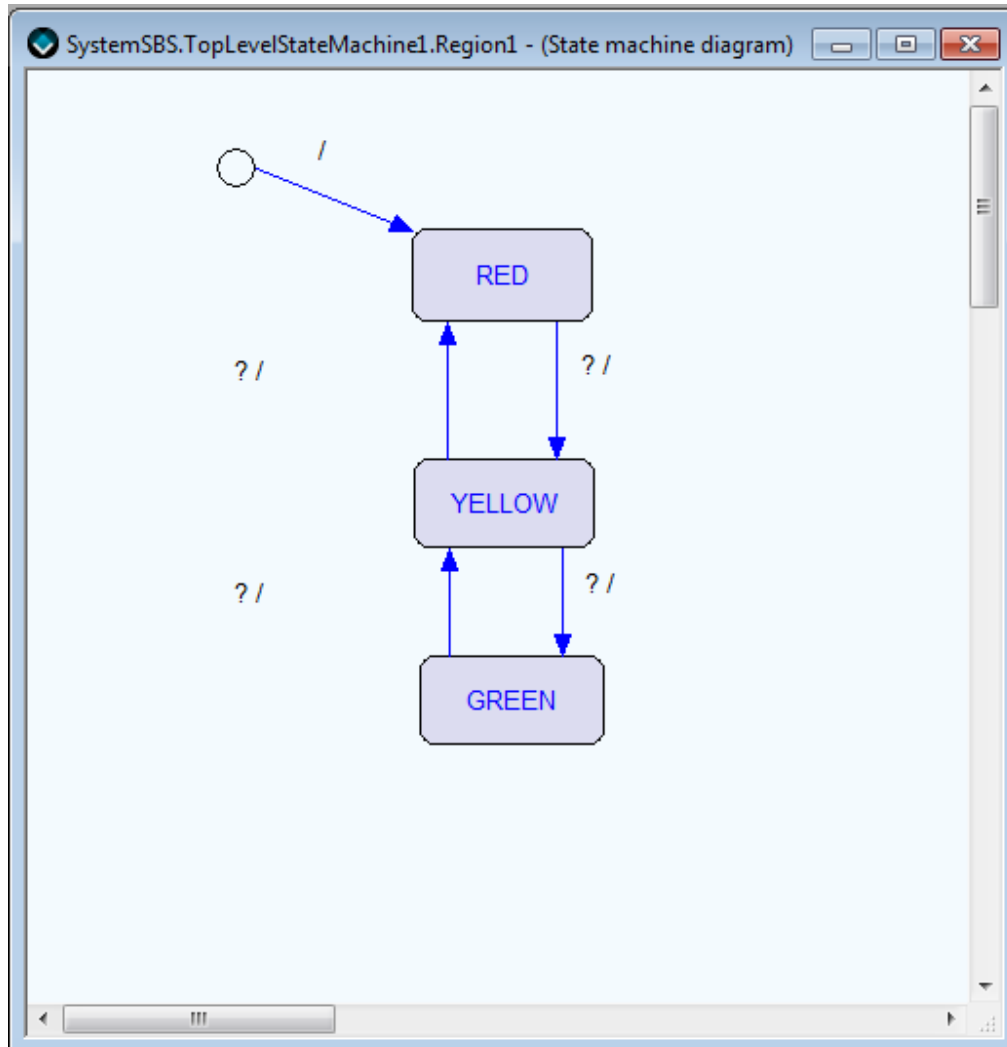 SystemSBS.TopLevelStateMachine1.Region1 - (State machine diagram)
/
RED
? /
? /
YELLOW
? /
? /
GREEN